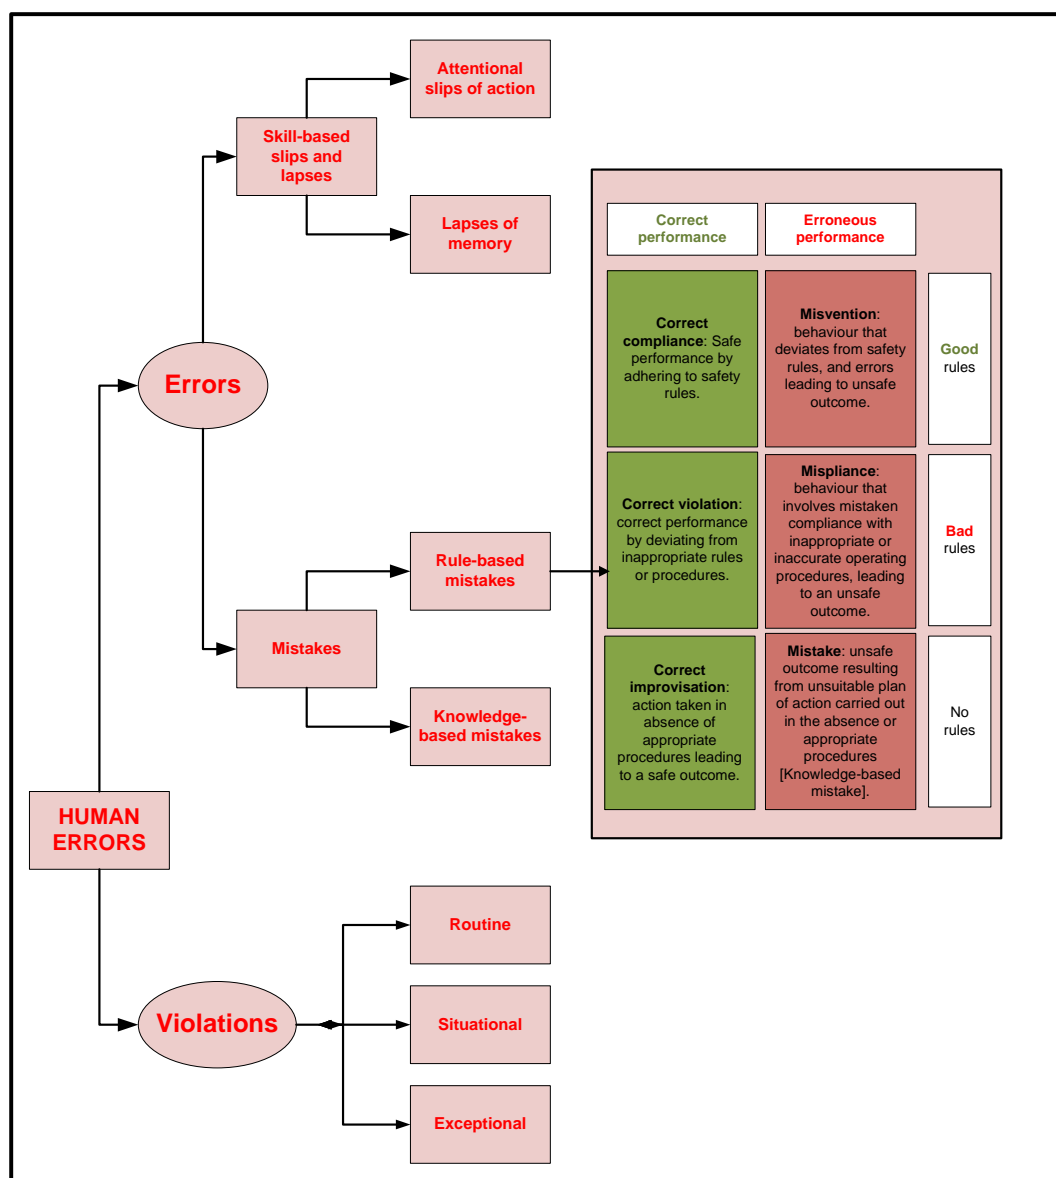 Attentional
slips of action
Skill-based
slips and
lapses
Lapses of
memory
Errors
Rule-based
mistakes
Mistakes
Knowledge-
based mistakes
HUMAN
ERRORS
Routine
Violations
Situational
Exceptional
Correct
performance
Erroneous
performance
Correct
compliance: Safe
performance by
adhering to safety
rules.
Misvention:
behaviour that
deviates from safety
rules, and errors
leading to unsafe
outcome.
Good
rules
Correct violation:
correct performance
by deviating from
inappropriate rules
or procedures.
Mispliance:
behaviour that
involves mistaken
compliance with
inappropriate or
inaccurate operating
procedures, leading
to an unsafe
outcome.
Bad
rules
Correct
improvisation:
action taken in
absence of
appropriate
procedures leading
to a safe outcome.
Mistake: unsafe
outcome resulting
from unsuitable plan
of action carried out
in the absence or
appropriate
procedures
[Knowledge-based
mistake].
No
rules